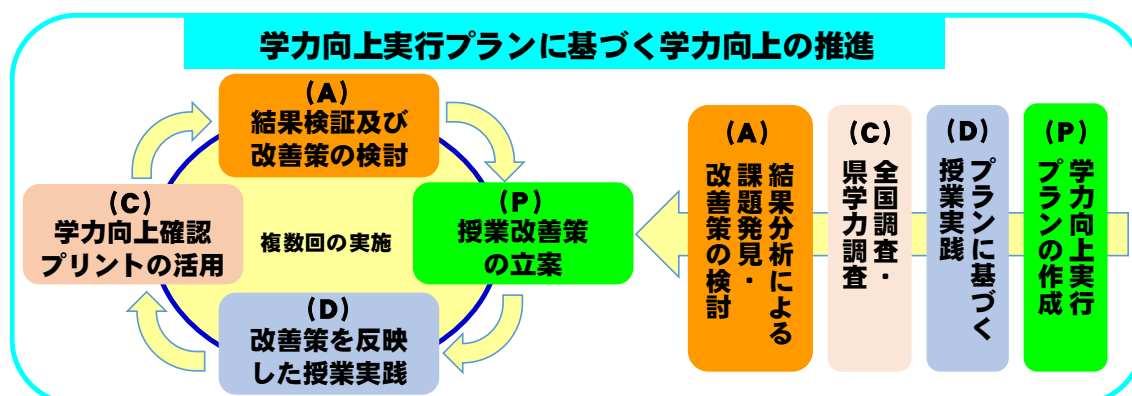 学力向上実行プランに基づく学力向上の推進
(A)
結果検証及び
改善策の検討
(P)
授業改善策
の立案
(D)
改善策を反映
した授業実践
(C)
学力向上確認
プリントの活用
複数回の実施
(P)
学力向上実行
プランの作成
(D)
プランに基づく
授業実践
(C)
全国調査・
県学力調査
(A)
結果分析による
課題発見・
改善策の検討